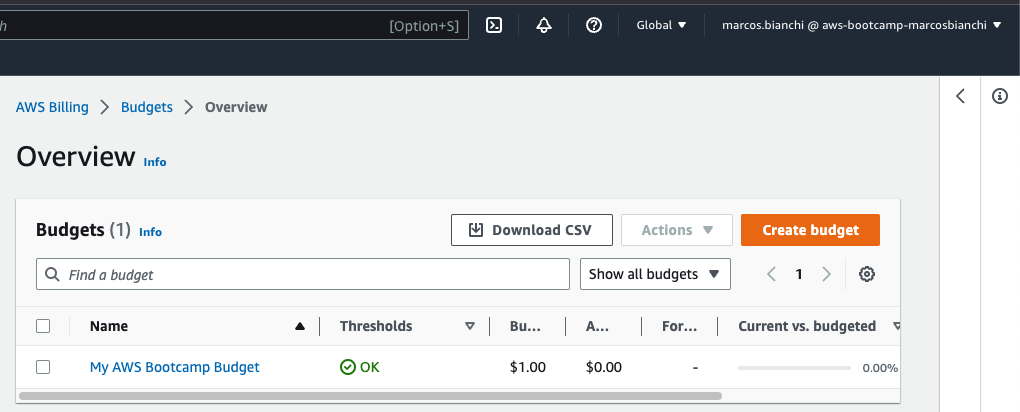 h [Option+S] Global marcos.bianchi @ aws-bootcamp-marcosbianchi
AWS Billing > Budgets > Overview
Overview Info
Budgets (1) Info Download CSV Actions Create budget
Find a budget Show all budgets 1
Name Thresholds Bu... A... For... Current vs. budgeted
My AWS Bootcamp Budget OK $1.00 $0.00 - 0.00%